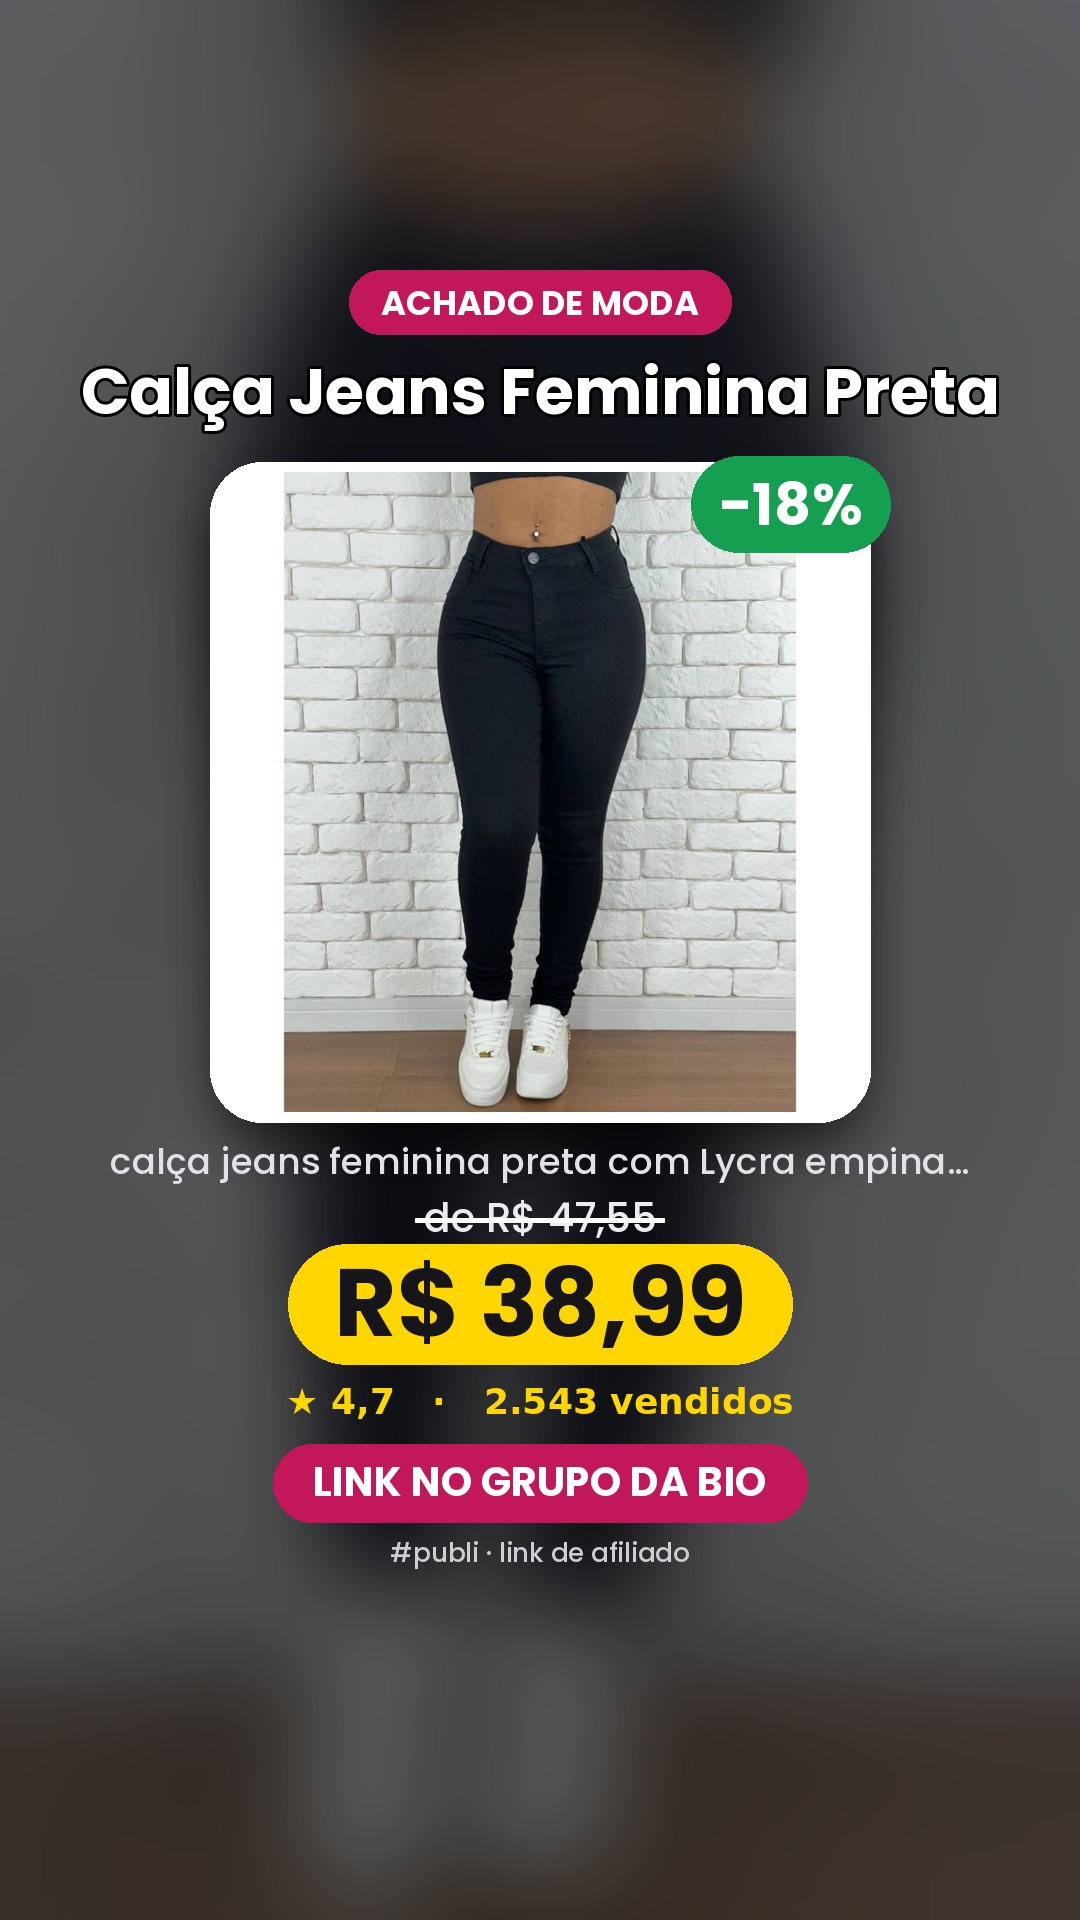 ACHADO DE MODA
Calça Jeans Feminina Preta
-18%
calça jeans feminina preta com Lycra empina...
de R$ 47,55
R$ 38,99
★ 4,7 · 2.543 vendidos
LINK NO GRUPO DA BIO
#publi · link de afiliado